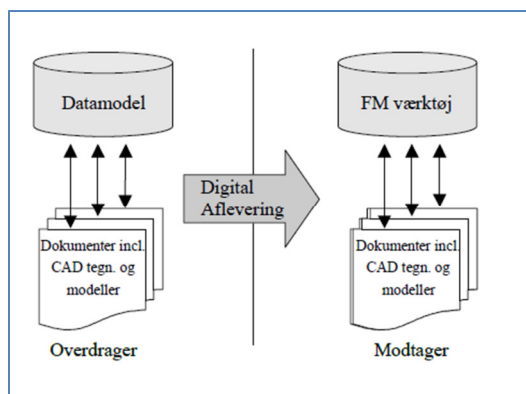 Datamodel
FM værktøj
Digital
Aflevering
Dokumenter incl.
CAD tegn. og
modeller
Dokumenter incl.
CAD tegn. og
modeller
Overdrager
Modtager